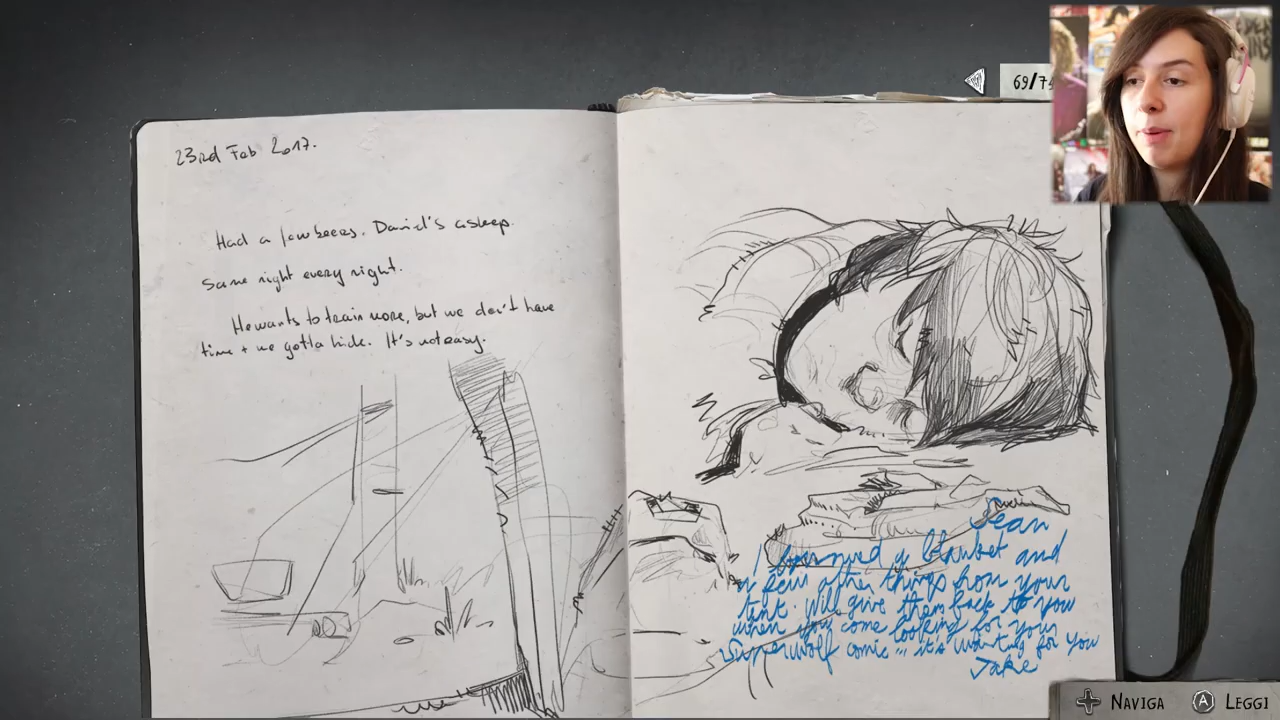 69/74
23rd Feb 2017.
Had a few beers. Daniel's asleep.
Same night every night.
He wants to train more, but we don't have
time + we gotta hide. It's not easy.
Sean
I borrowed a blanket and
a few other things from your
tent. Will give them back to you
when you come looking for your
Superwolf comic... it's waiting for you
Jake
Naviga
A Leggi